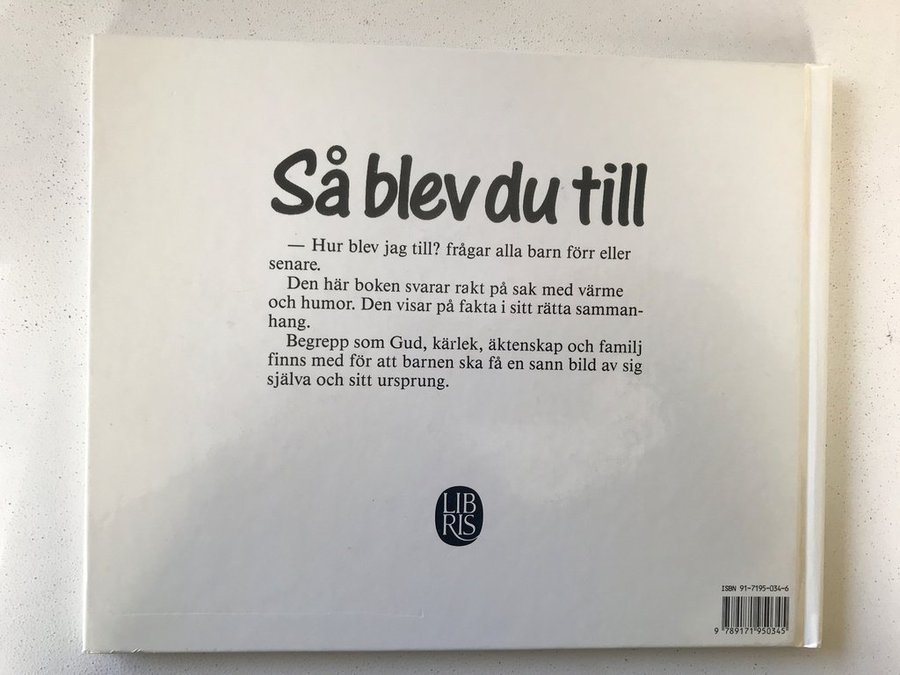 Så blev du till
— Hur blev jag till? frågar alla barn förr eller
senare.
Den här boken svarar rakt på sak med värme
och humor. Den visar på fakta i sitt rätta samman-
hang.
Begrepp som Gud, kärlek, äktenskap och familj
finns med för att barnen ska få en sann bild av sig
själva och sitt ursprung.
LIB
RIS
ISBN 91-7195-034-6
9 789171 950345